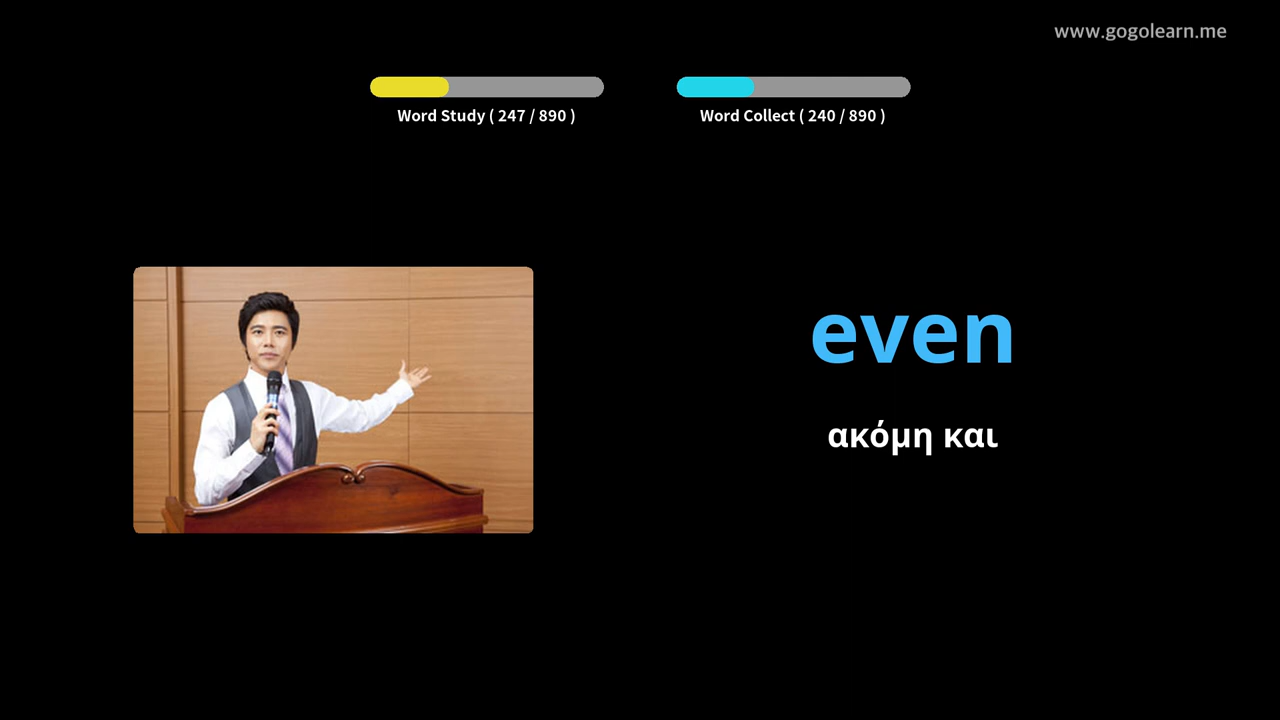 www.gogolearn.me
Word Study ( 247 / 890 )
Word Collect ( 240 / 890 )
even
ακόμη και